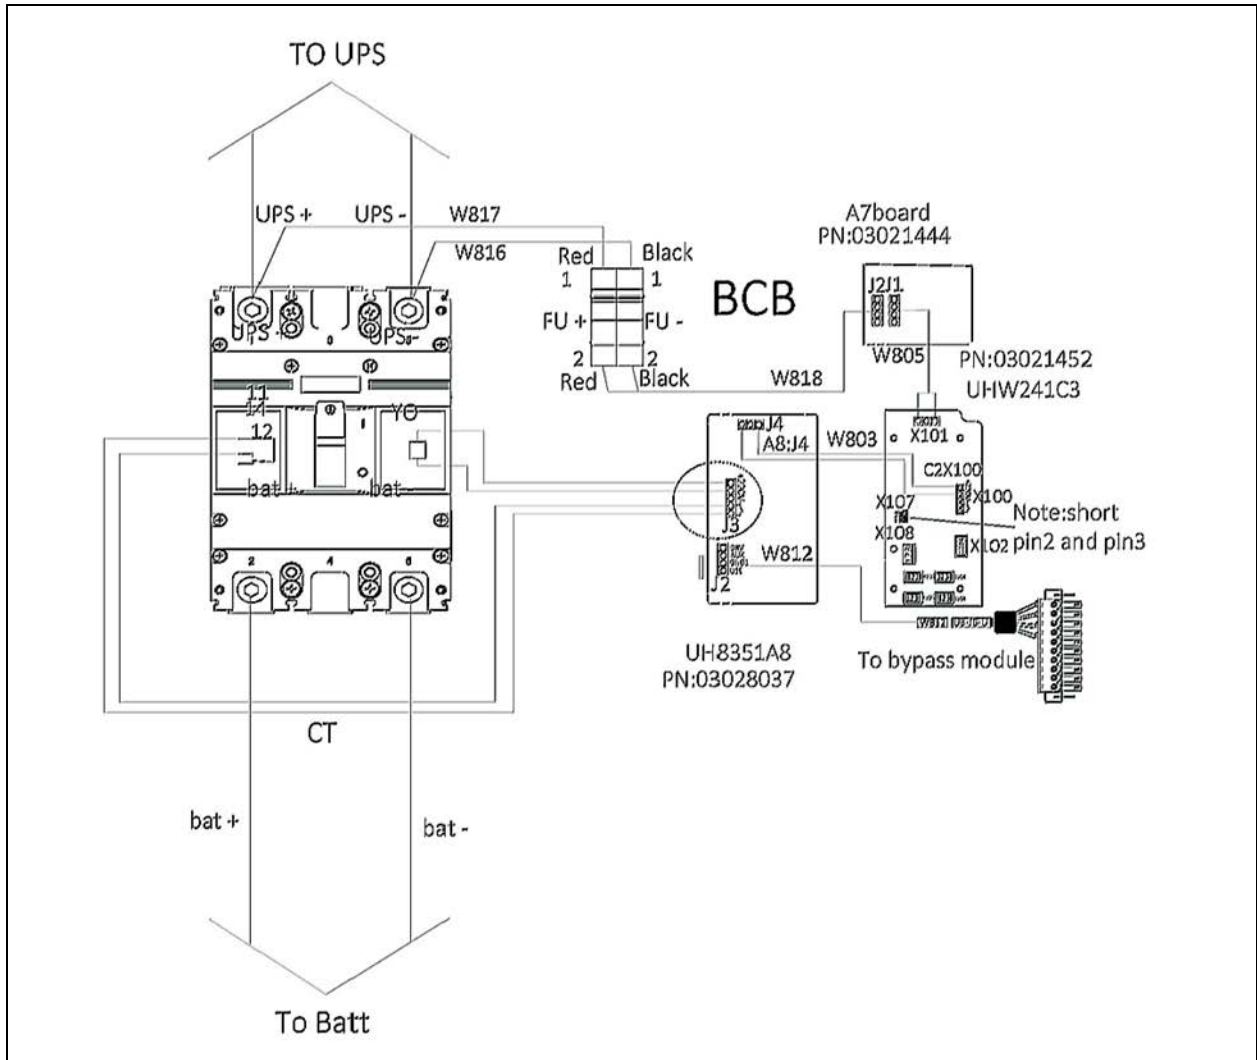 TO UPS
UPS +
UPS -
W817
W816
Red
Black
1
1
FU +
FU -
2
2
Red
Black
BCB
A7board
PN:03021444
J2J1
W818
W805
PN:03021452
UHW241C3
UPS +
UPS-
11
14
12
YO
bat +
bat-
2
4
6
J4
A8:J4
W803
X101
C2X100
X100
X107
X108
X102
Note:short
pin2 and pin3
J3
W812
J2
UH8351A8
PN:03028037
W812
To bypass module
CT
bat +
bat -
To Batt